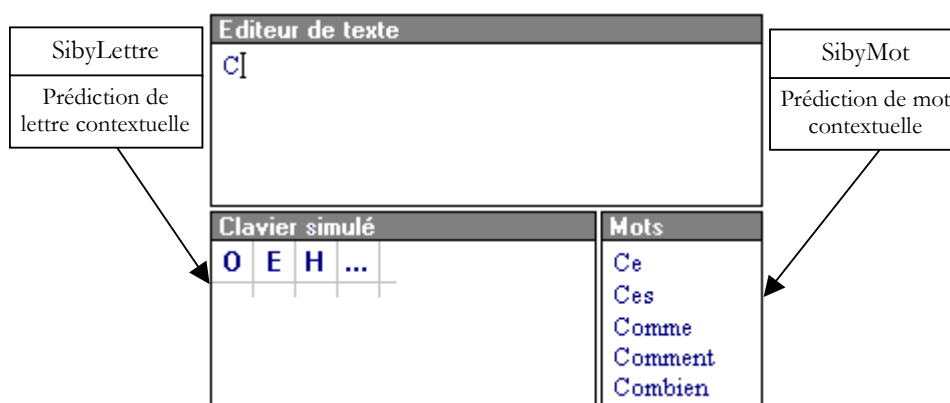 SibyLettre
Prédiction de
lettre contextuelle
Editeur de texte
C
SibyMot
Prédiction de mot
contextuelle
Clavier simulé
O E H ...
Mots
Ce
Ces
Comme
Comment
Combien